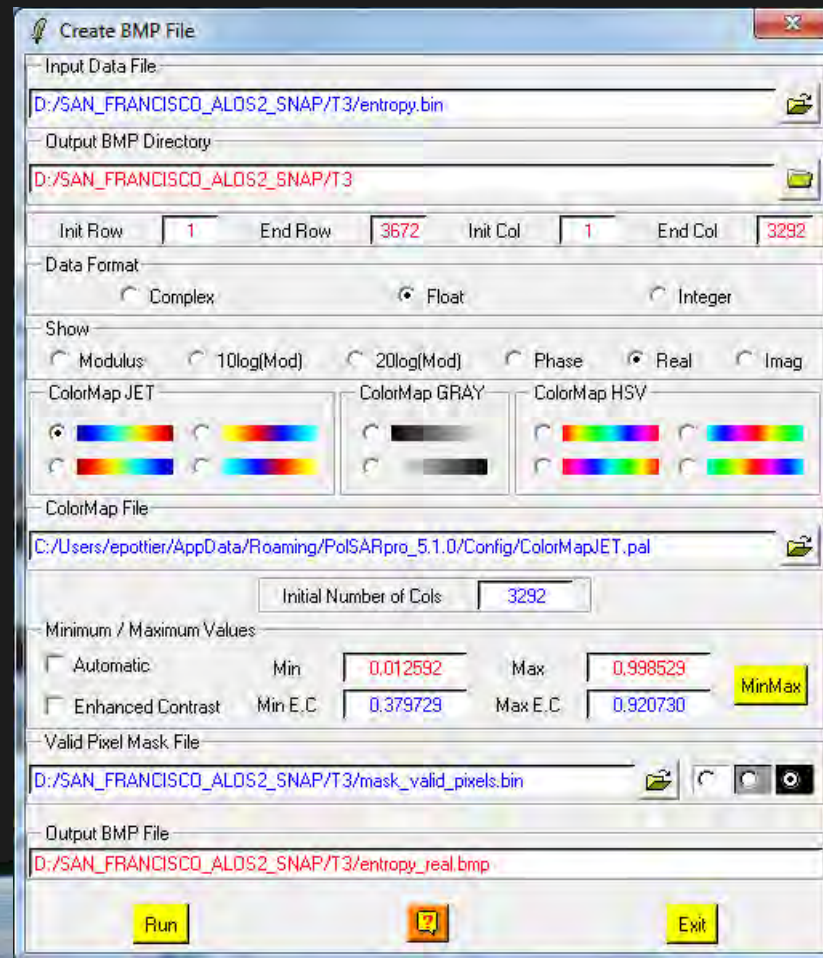 Create BMP File
Input Data File
D:/SAN_FRANCISCO_ALOS2_SNAP/T3/entropy.bin
Output BMP Directory
D:/SAN_FRANCISCO_ALOS2_SNAP/T3
Init Row 1 End Row 3672 Init Col 1 End Col 3292
Data Format
Complex Float Integer
Show
Modulus 10log(Mod) 20log(Mod) Phase Real Imag
ColorMap JET ColorMap GRAY ColorMap HSV
ColorMap File
C:/Users/epottier/AppData/Roaming/PolSARpro_5.1.0/Config/ColorMapJET.pal
Initial Number of Cols 3292
Minimum / Maximum Values
Automatic Min 0.012592 Max 0.998529
MinMax
Enhanced Contrast Min E.C 0.379729 Max E.C 0.920730
Valid Pixel Mask File
D:/SAN_FRANCISCO_ALOS2_SNAP/T3/mask_valid_pixels.bin
Output BMP File
D:/SAN_FRANCISCO_ALOS2_SNAP/T3/entropy_real.bmp
Run ? Exit